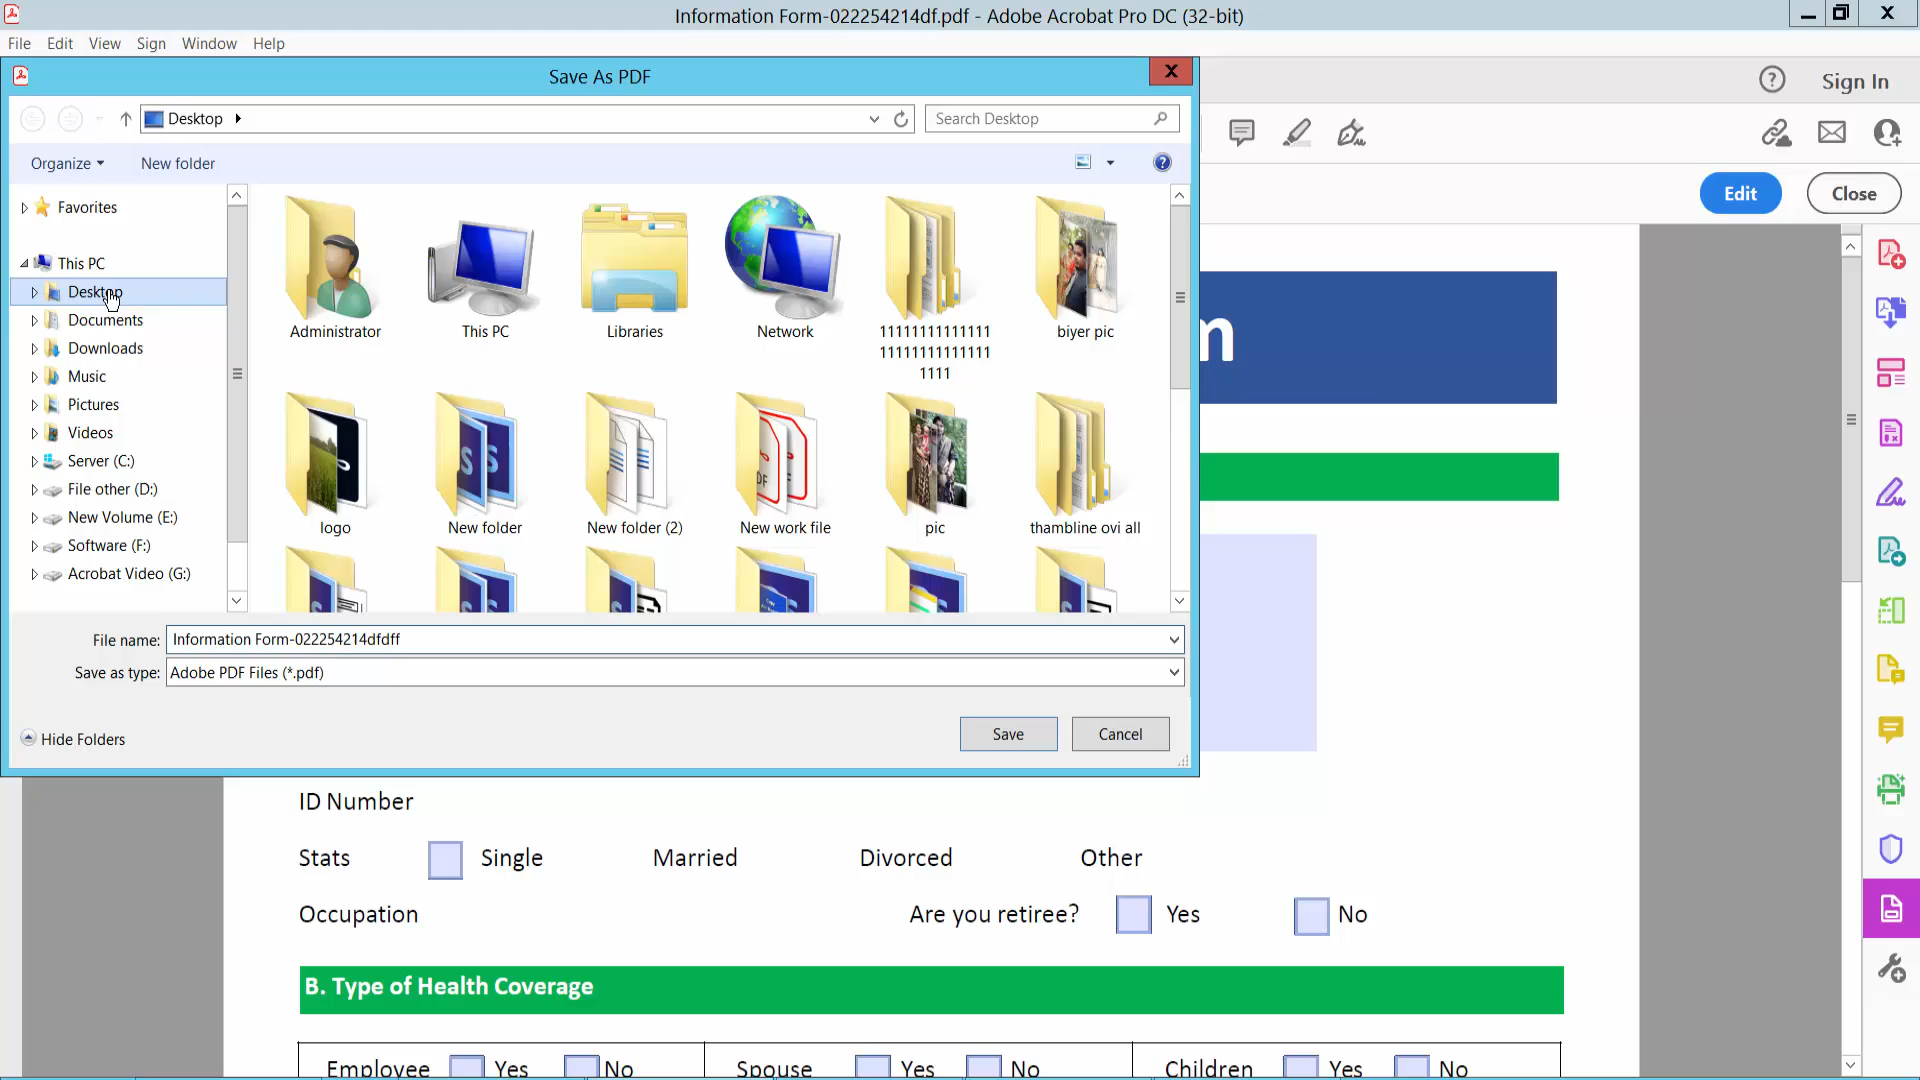 Information Form-022254214df.pdf - Adobe Acrobat Pro DC (32-bit)
File Edit View Sign Window Help
Save As PDF
X
Sign In
Desktop
Search Desktop
Organize New folder
Edit Close
Favorites
This PC
Desktop
Documents
Downloads
Music
Pictures
Videos
Server (C:)
File other (D:)
New Volume (E:)
Software (F:)
Acrobat Video (G:)
Administrator This PC Libraries Network 11111111111111 biyer pic
11111111111111
1111
logo New folder New folder (2) New work file pic thambline ovi all
m
File name: Information Form-022254214dfdff
Save as type: Adobe PDF Files (*.pdf)
Hide Folders Save Cancel
ID Number
Stats Single Married Divorced Other
Occupation Are you retiree? Yes No
B. Type of Health Coverage
Employee Yes No Spouse Yes No Children Yes No